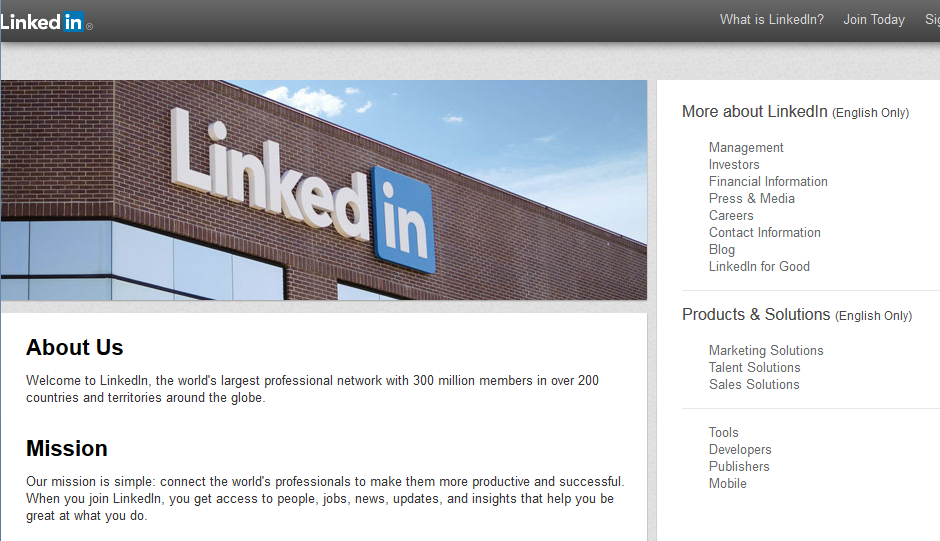 Linked in ®
What is LinkedIn? Join Today
Linked in
About Us
Welcome to LinkedIn, the world's largest professional network with 300 million members in over 200
countries and territories around the globe.
Mission
Our mission is simple: connect the world's professionals to make them more productive and successful.
When you join LinkedIn, you get access to people, jobs, news, updates, and insights that help you be
great at what you do.
More about LinkedIn (English Only)
Management
Investors
Financial Information
Press & Media
Careers
Contact Information
Blog
LinkedIn for Good
Products & Solutions (English Only)
Marketing Solutions
Talent Solutions
Sales Solutions
Tools
Developers
Publishers
Mobile